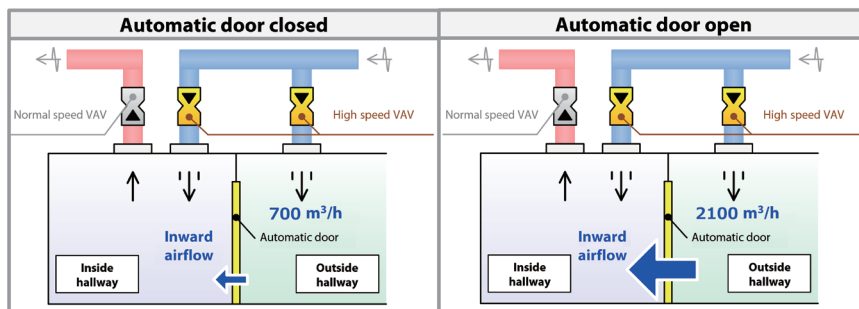 Automatic door closed
Normal speed VAV
High speed VAV
700 m³/h
Inward
airflow
Automatic door
Inside
hallway
Outside
hallway
Automatic door open
Normal speed VAV
High speed VAV
2100 m³/h
Inward
airflow
Automatic door
Inside
hallway
Outside
hallway